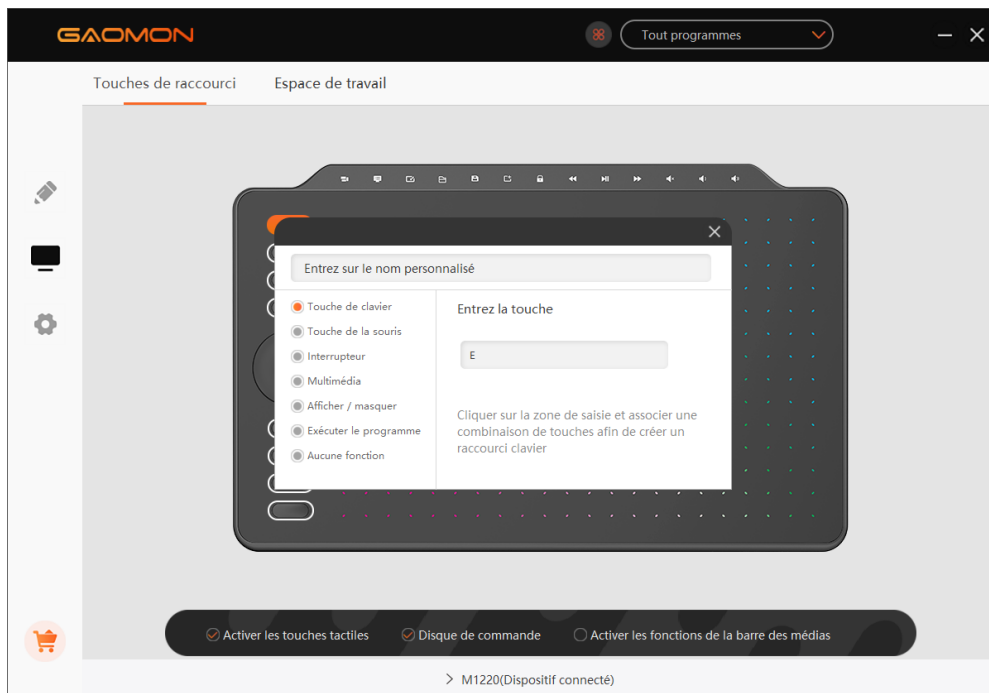 GAOMON
Tout programmes
Touches de raccourci
Espace de travail
Entrez sur le nom personnalisé
Touche de clavier
Touche de la souris
Interrupteur
Multimédia
Afficher / masquer
Exécuter le programme
Aucune fonction
Entrez la touche
E
Cliquer sur la zone de saisie et associer une
combinaison de touches afin de créer un
raccourci clavier
Activer les touches tactiles
Disque de commande
Activer les fonctions de la barre des médias
M1220(Dispositif connecté)